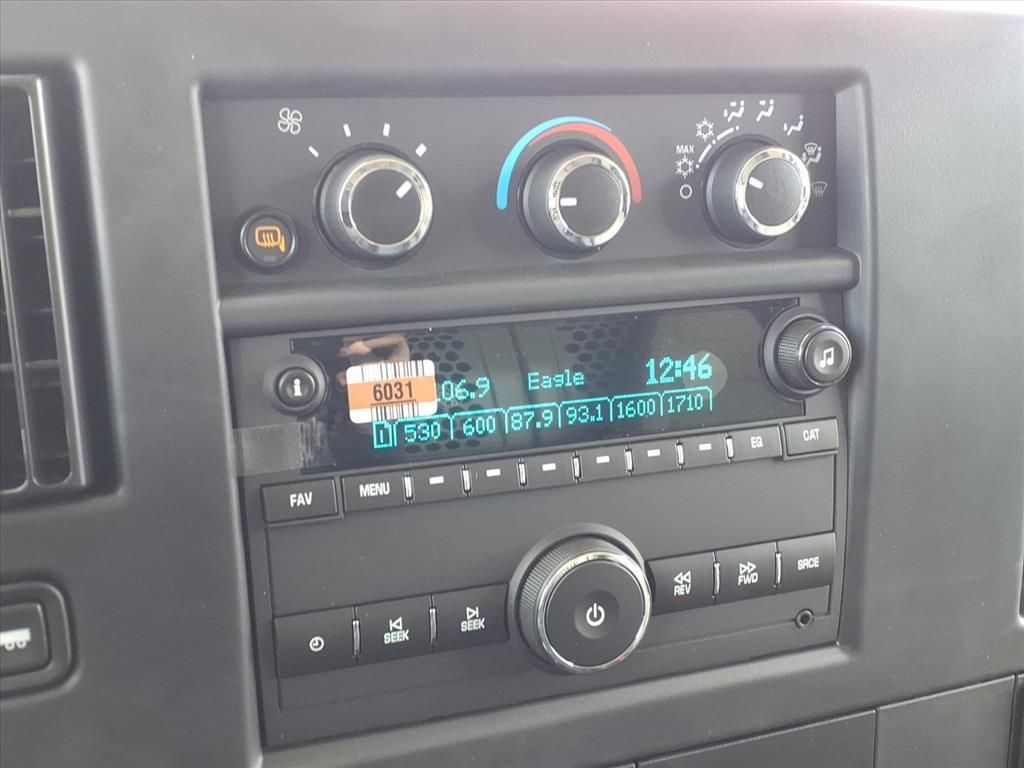 MAX
6031
06.9 Eagle 12:46
1 530 600 87.9 93.1 1600 1710
FAV MENU EQ CAT
SEEK SEEK REV FWD SRCE